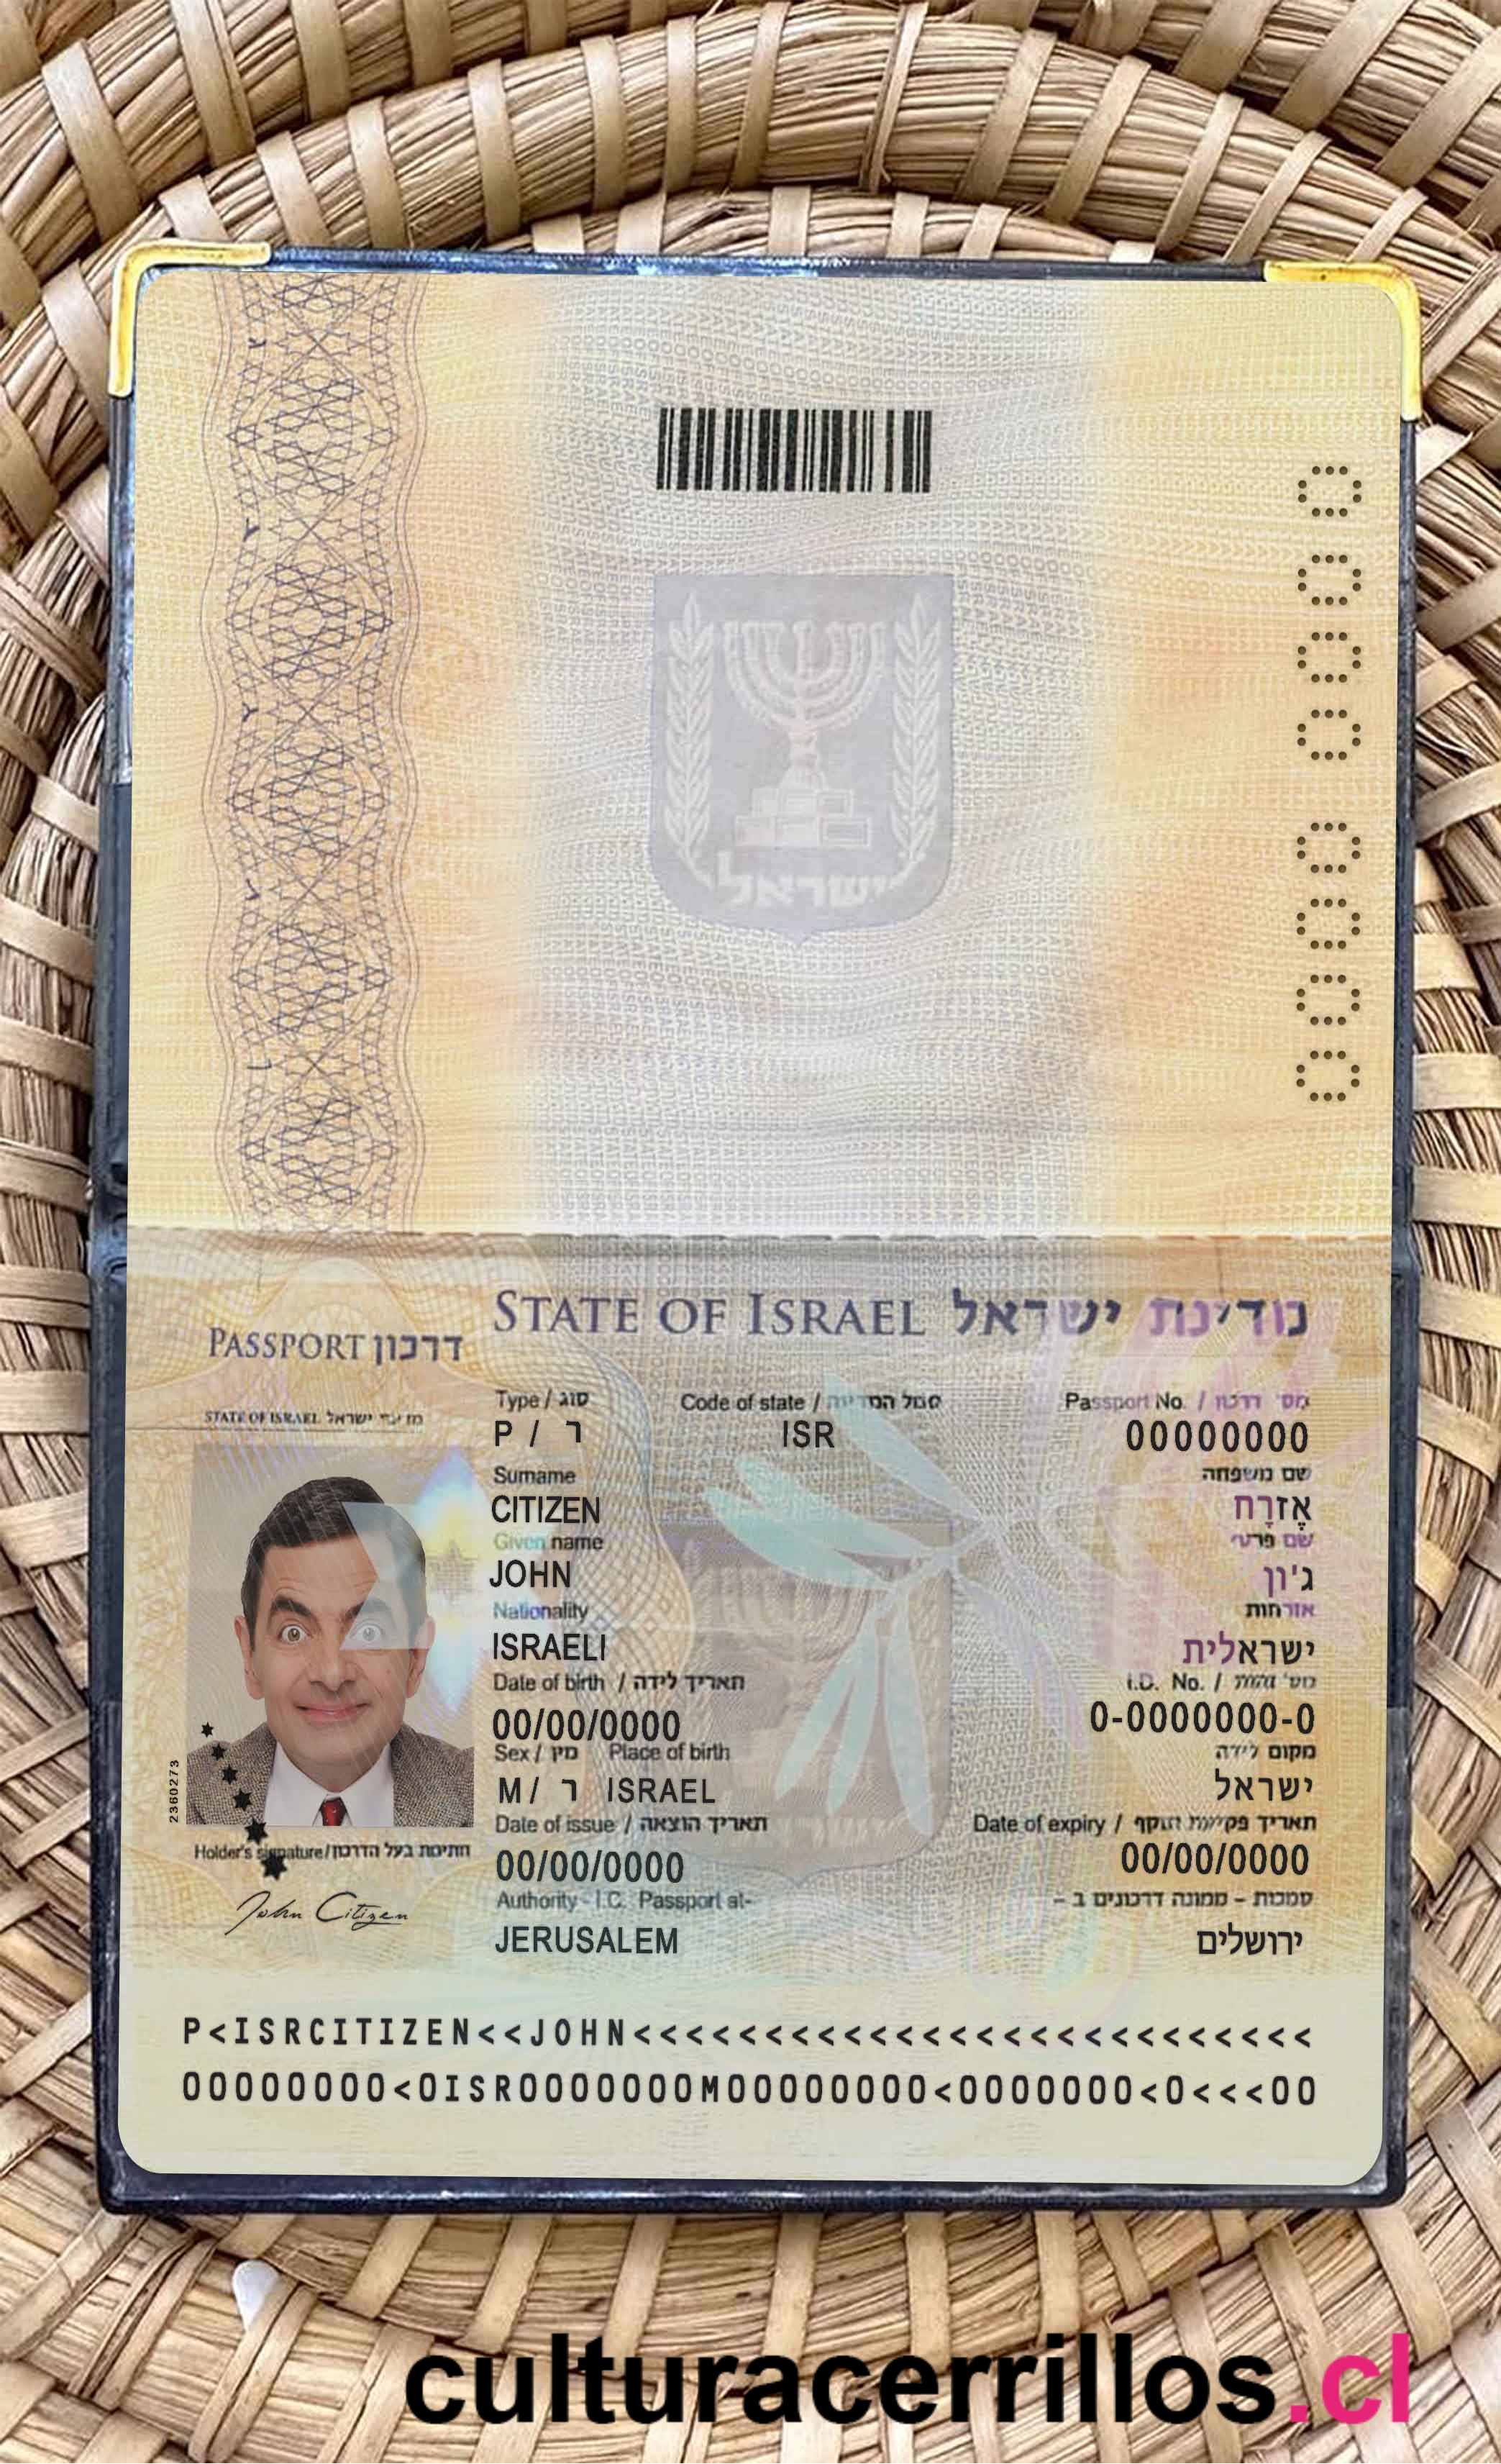 ישראל
STATE OF ISRAEL מדינת ישראל
PASSPORT דרכון
Type / סוג
Code of state / סמל המדינה
Passport No. / מס' דרכון
P / ר
ISR
00000000
STATE OF ISRAEL מדינת ישראל
Surname
שם משפחה
CITIZEN
אֶזרָח
Given name
שם פרטי
JOHN
ג'ון
Nationality
אזרחות
ISRAELI
ישראלית
Date of birth / תאריך לידה
I.D. No. / מס' זהות
00/00/0000
0-0000000-0
Sex / מין Place of birth
מקום לידה
M / ר ISRAEL
ישראל
2360273
Date of issue / תאריך הוצאה
Date of expiry / תאריך פקיעת תוקף
00/00/0000
00/00/0000
Holder's signature/חתימת בעל הדרכון
Authority - I.C. Passport at-
סמכות - ממונה דרכונים ב -
John Citizen
JERUSALEM
ירושלים
P<ISRCITIZEN<<JOHN<<<<<<<<<<<<<<<<<<<<<<<<<<
00000000<0ISR0000000M00000000<0000000<0<<<00
culturacerrillos.cl